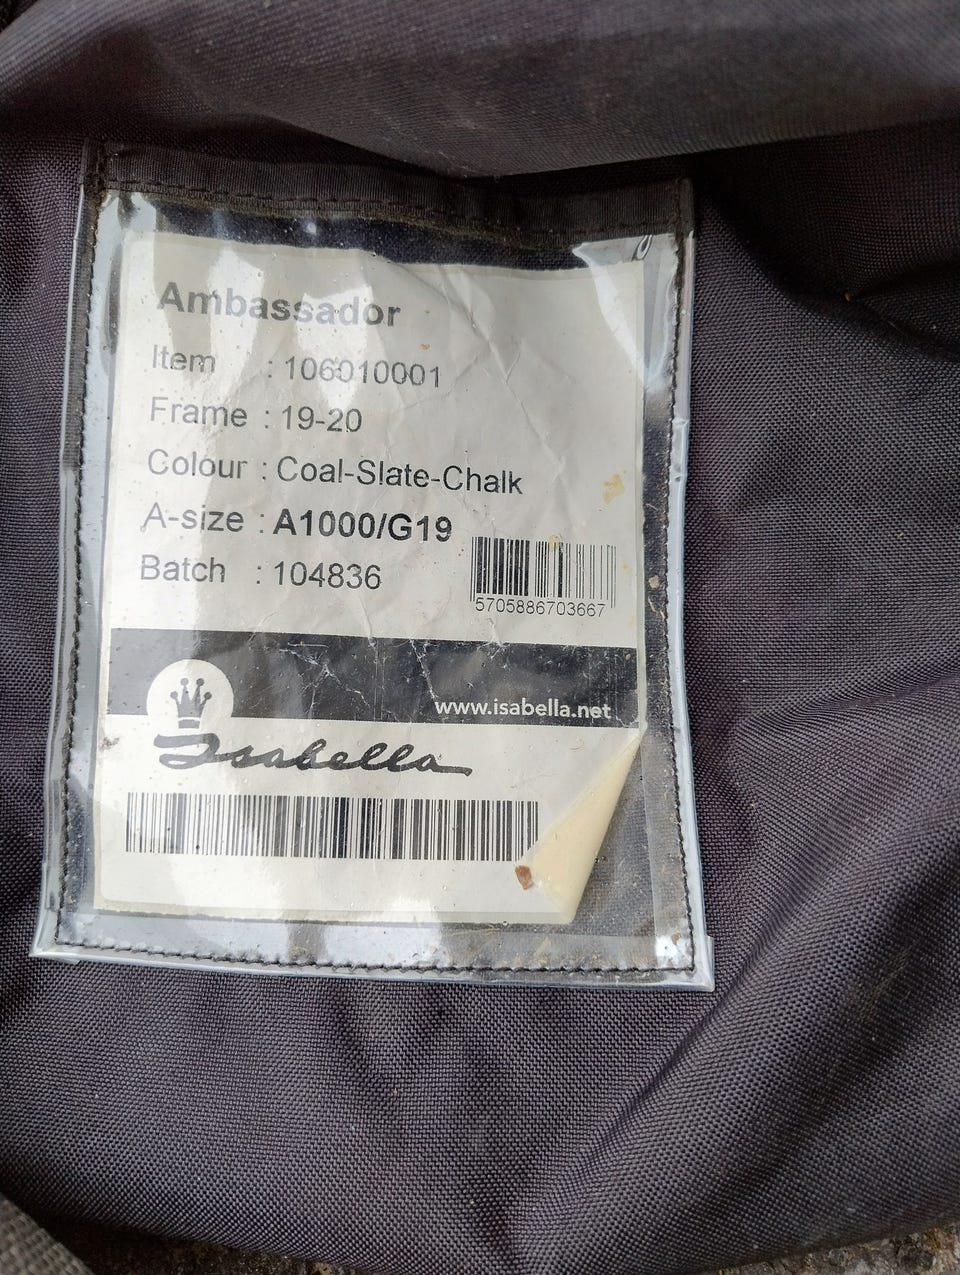 Ambassador
Item : 106010001
Frame : 19-20
Colour : Coal-Slate-Chalk
A-size : A1000/G19
Batch : 104836
5705886703667
www.isabella.net
Isabella